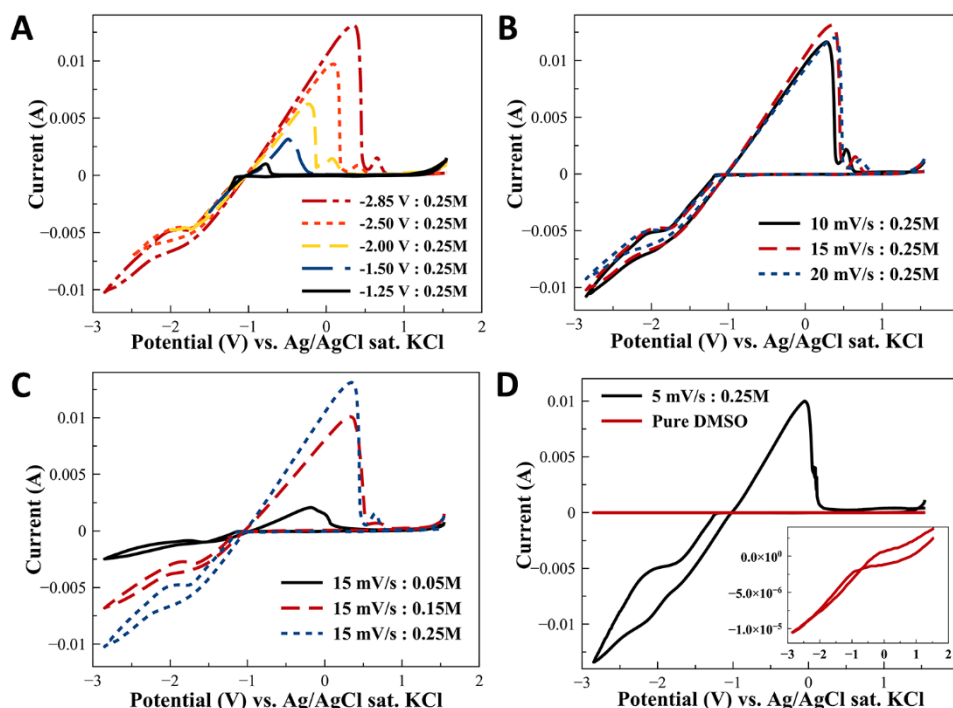 A
Current (A)
0.01
0.005
0
−0.005
−0.01
-2.85 V : 0.25M
-2.50 V : 0.25M
-2.00 V : 0.25M
-1.50 V : 0.25M
-1.25 V : 0.25M
−3 −2 −1 0 1 2
Potential (V) vs. Ag/AgCl sat. KCl
B
Current (A)
0.01
0.005
0
−0.005
−0.01
10 mV/s : 0.25M
15 mV/s : 0.25M
20 mV/s : 0.25M
−3 −2 −1 0 1
Potential (V) vs. Ag/AgCl sat. KCl
C
Current (A)
0.01
0.005
0
−0.005
−0.01
15 mV/s : 0.05M
15 mV/s : 0.15M
15 mV/s : 0.25M
−3 −2 −1 0 1 2
Potential (V) vs. Ag/AgCl sat. KCl
D
5 mV/s : 0.25M
Pure DMSO
Current (A)
0.01
0.005
0
−0.005
−0.01
0.0×10⁰
−5.0×10⁻⁶
−1.0×10⁻⁵
−3 −2 −1 0 1 2
−3 −2 −1 0 1
Potential (V) vs. Ag/AgCl sat. KCl